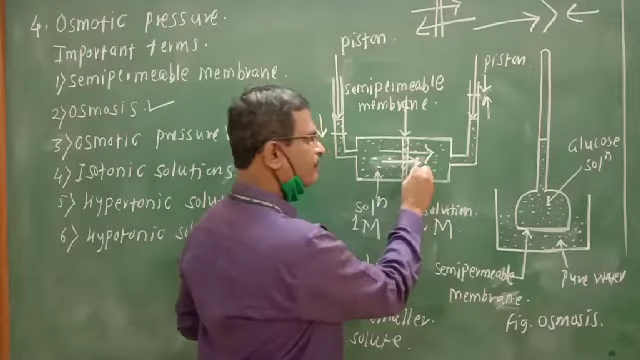 4. Osmotic Pressure.
Important terms.
1) semipermeable membrane.
2) Osmosis.
3) Osmotic pressure
4) Isotonic solutions
5) Hypertonic
6) Hypotonic
piston.
semipermeable
membrane.
piston.
soln
1M
solution.
M
smaller
solute.
Glucose
soln
semipermeable
membrane.
pure water
Fig. Osmosis.